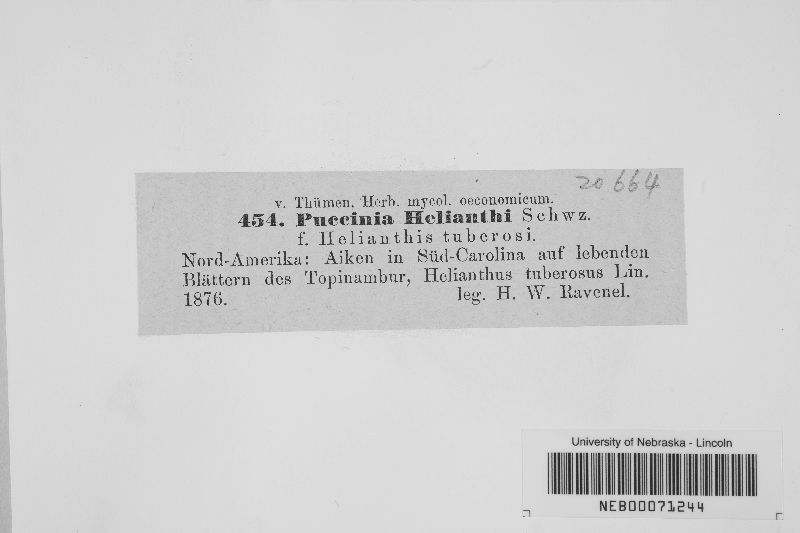 20664
v. Thümen, Herb. mycol. oeconomicum.
454. Puccinia Helianthi Schwz.
f. Helianthis tuberosi.
Nord-Amerika: Aiken in Süd-Carolina auf lebenden
Blättern des Topinambur, Helianthus tuberosus Lin.
1876. leg. H. W. Ravenel.
University of Nebraska - Lincoln
NEB00071244